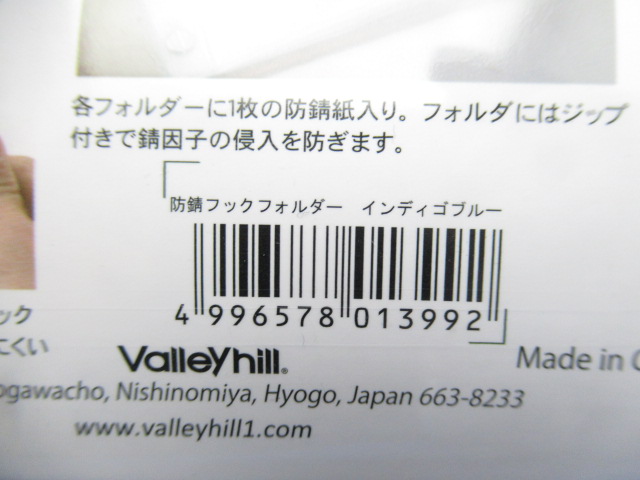 各フォルダーに1枚の防錆紙入り。フォルダにはジップ
付きで錆因子の侵入を防ぎます。
防錆フックフォルダー　インディゴブルー
4 996578 013992
ック
にくい
Valleyhill®
Made in
ogawacho, Nishinomiya, Hyogo, Japan 663-8233
www.valleyhill1.com